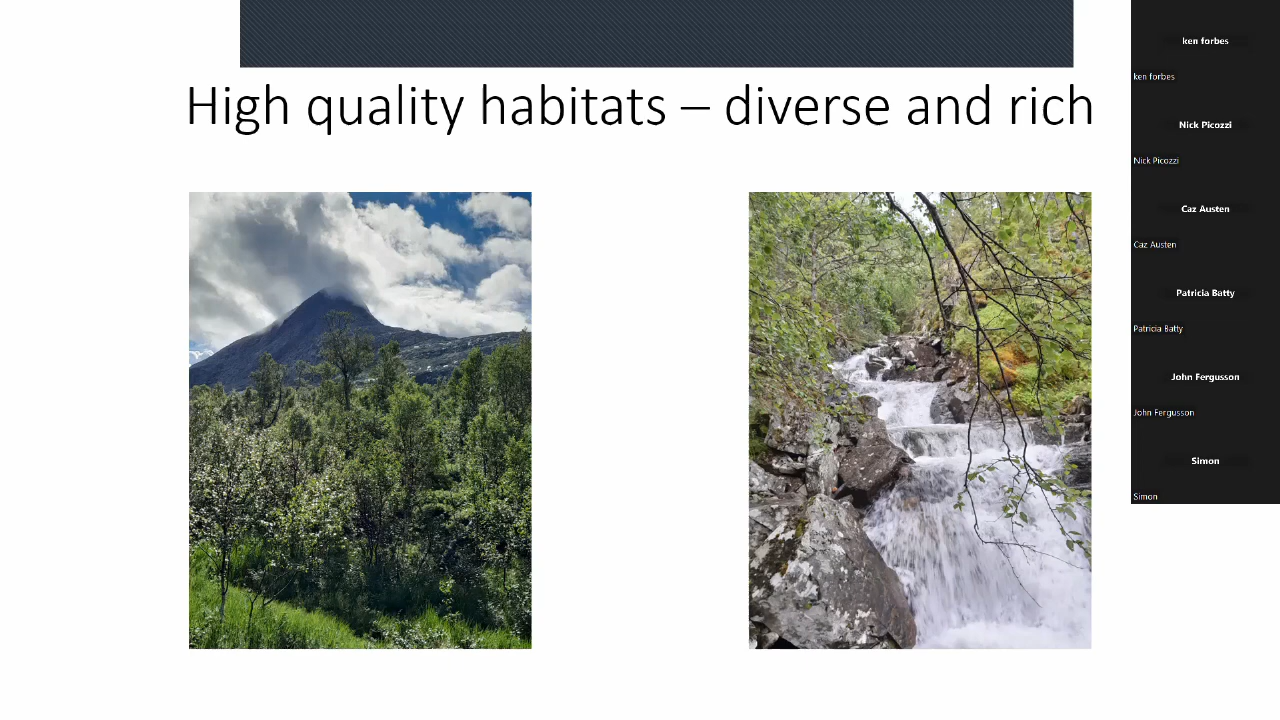 High quality habitats – diverse and rich
ken forbes
ken forbes
Nick Picozzi
Nick Picozzi
Caz Austen
Caz Austen
Patricia Batty
Patricia Batty
John Fergusson
John Fergusson
Simon
Simon